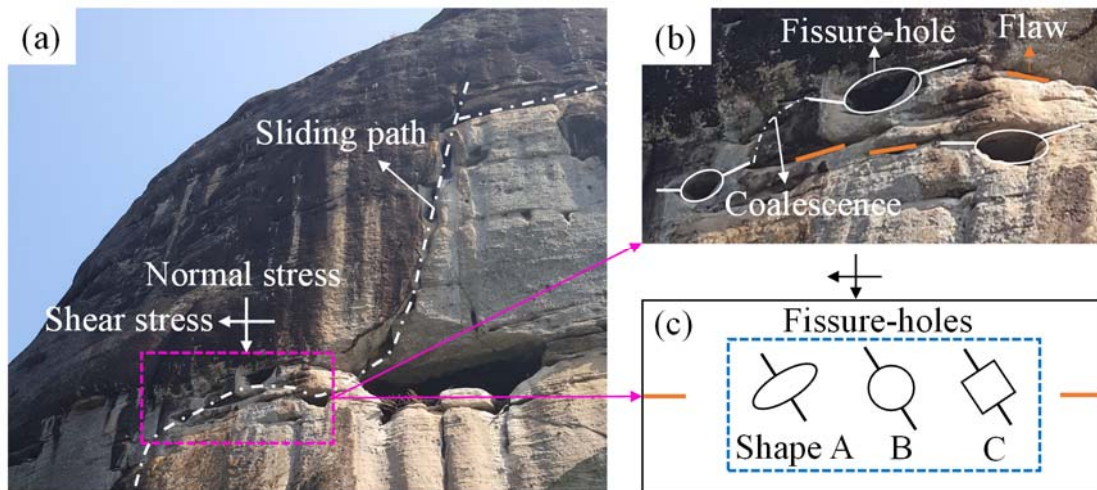 (a)
Sliding path
Normal stress
Shear stress
(b)
Fissure-hole
Flaw
Coalescence
(c)
Fissure-holes
Shape A
B
C